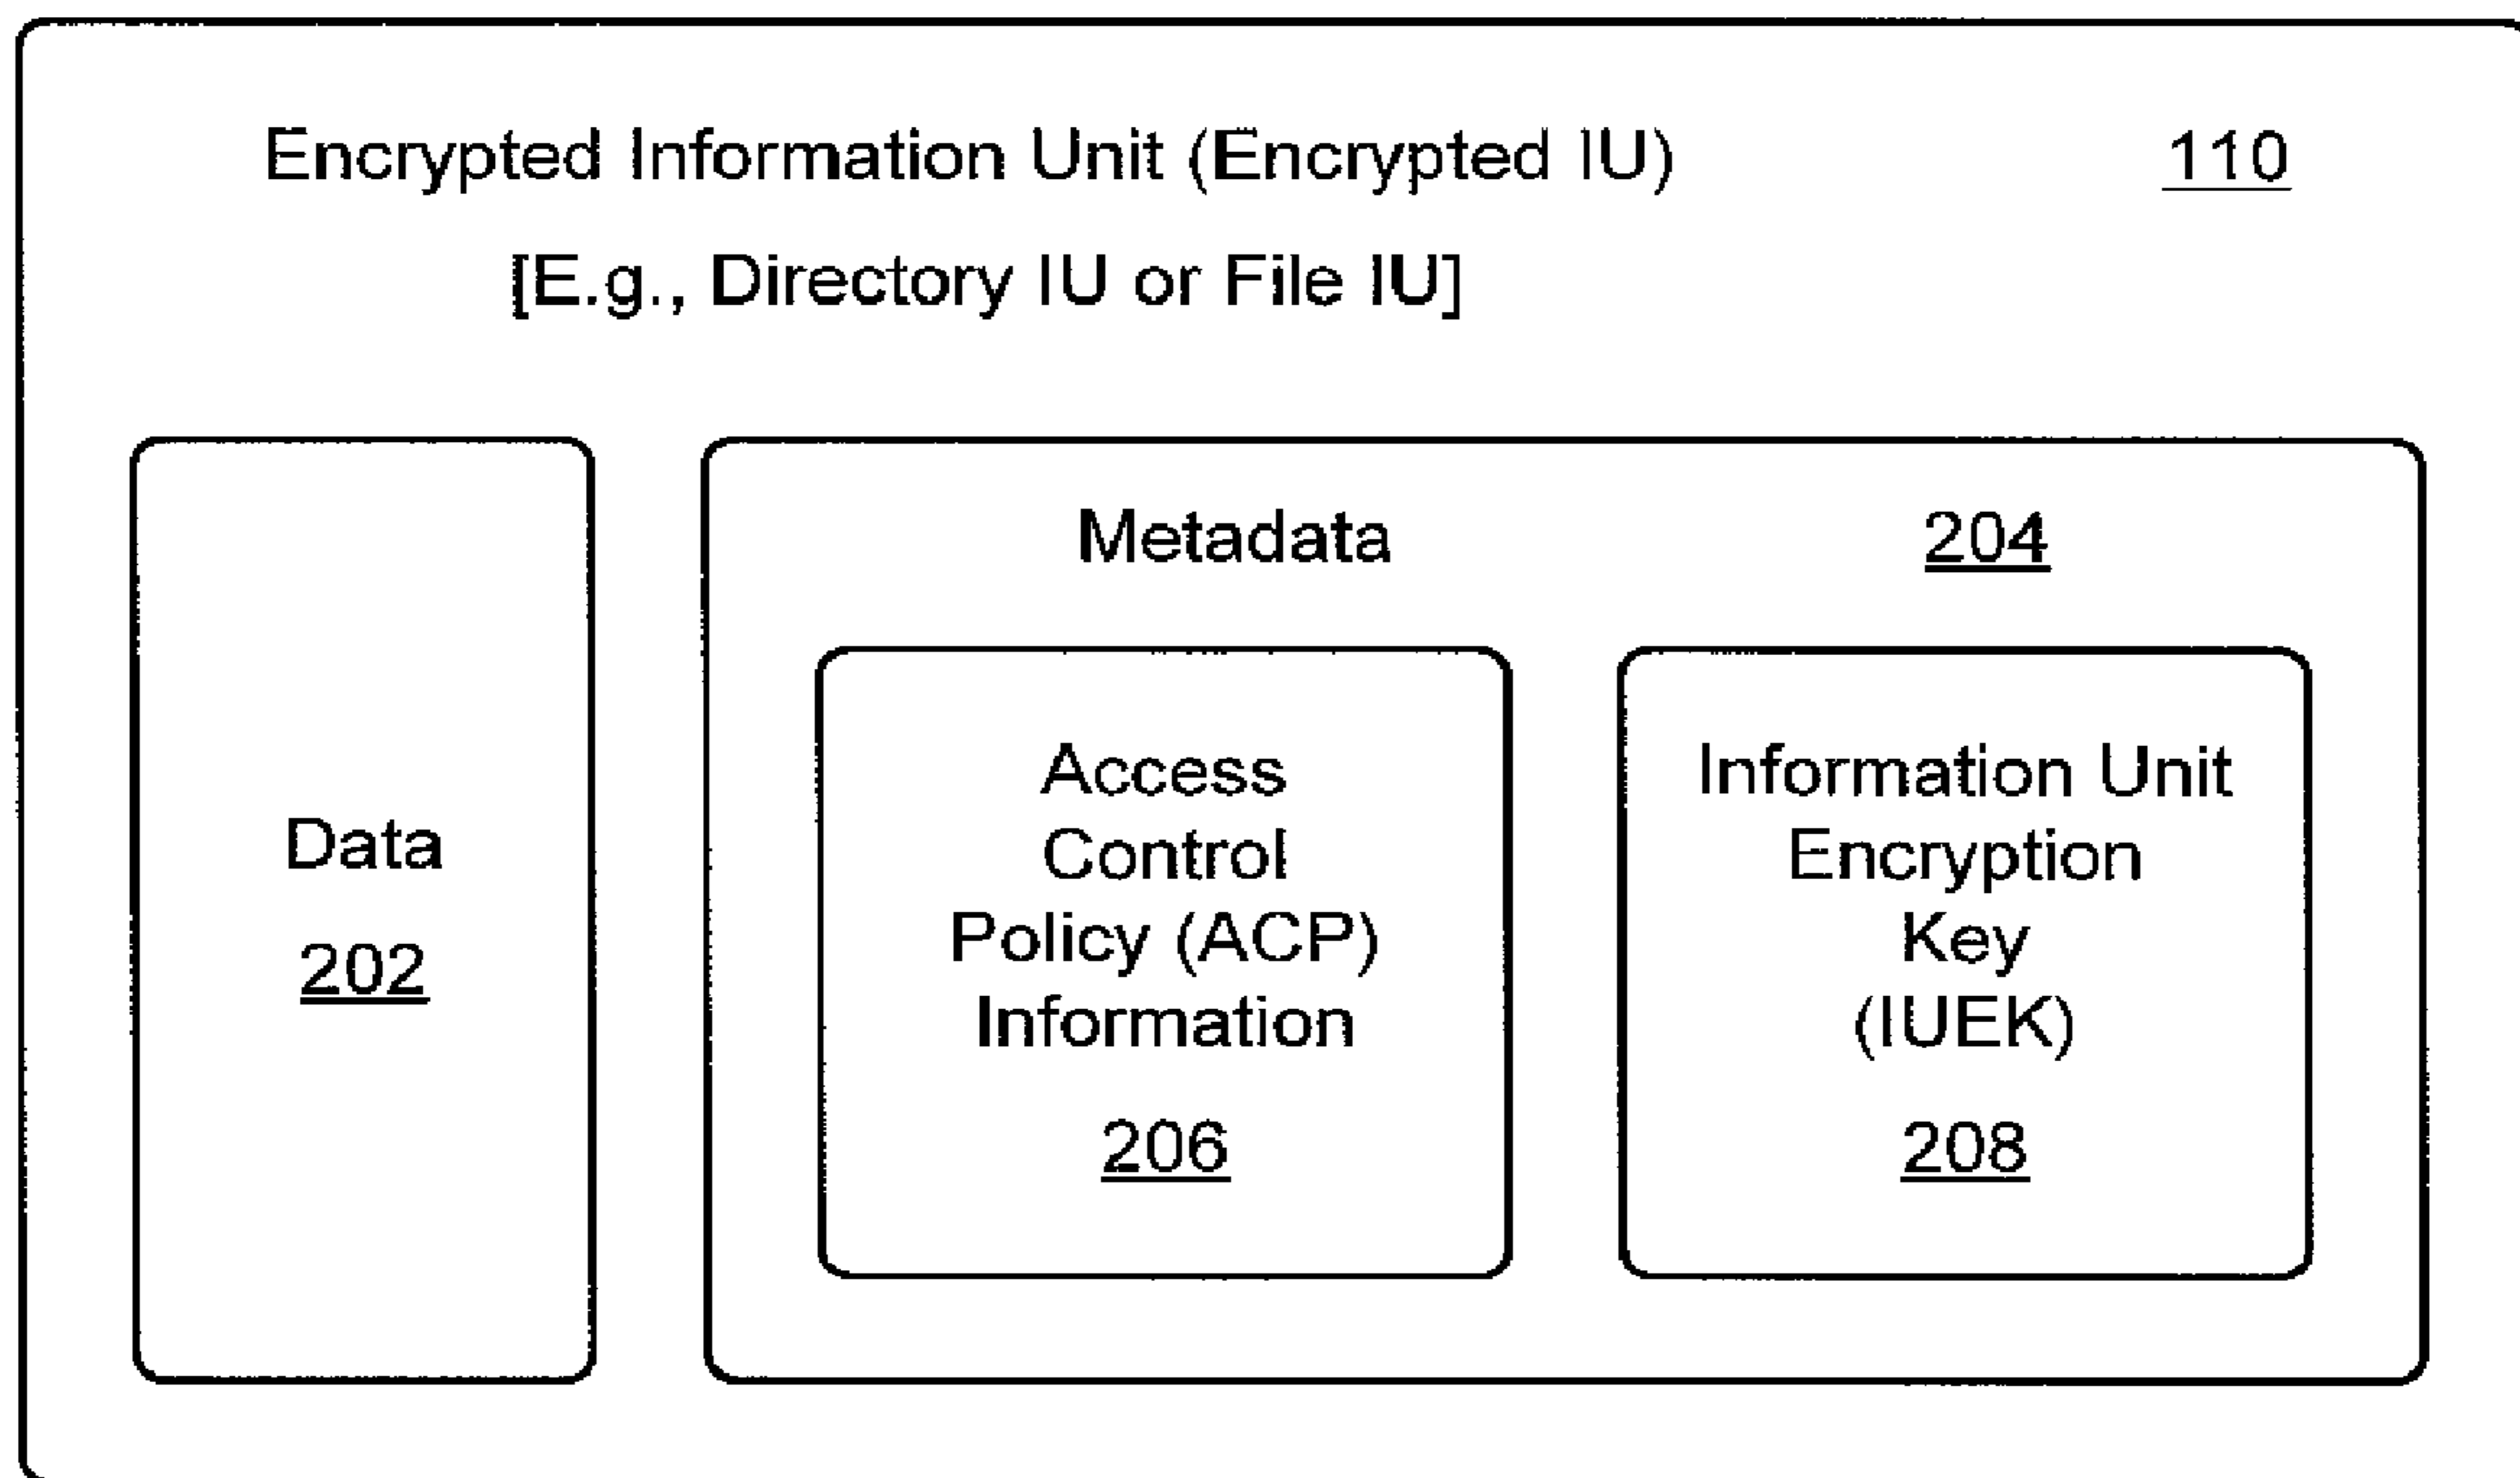 Encrypted Information Unit (Encrypted IU) 110
[E.g., Directory IU or File IU]
Data
202
Metadata 204
Access
Control
Policy (ACP)
Information
206
Information Unit
Encryption
Key
(IUEK)
208